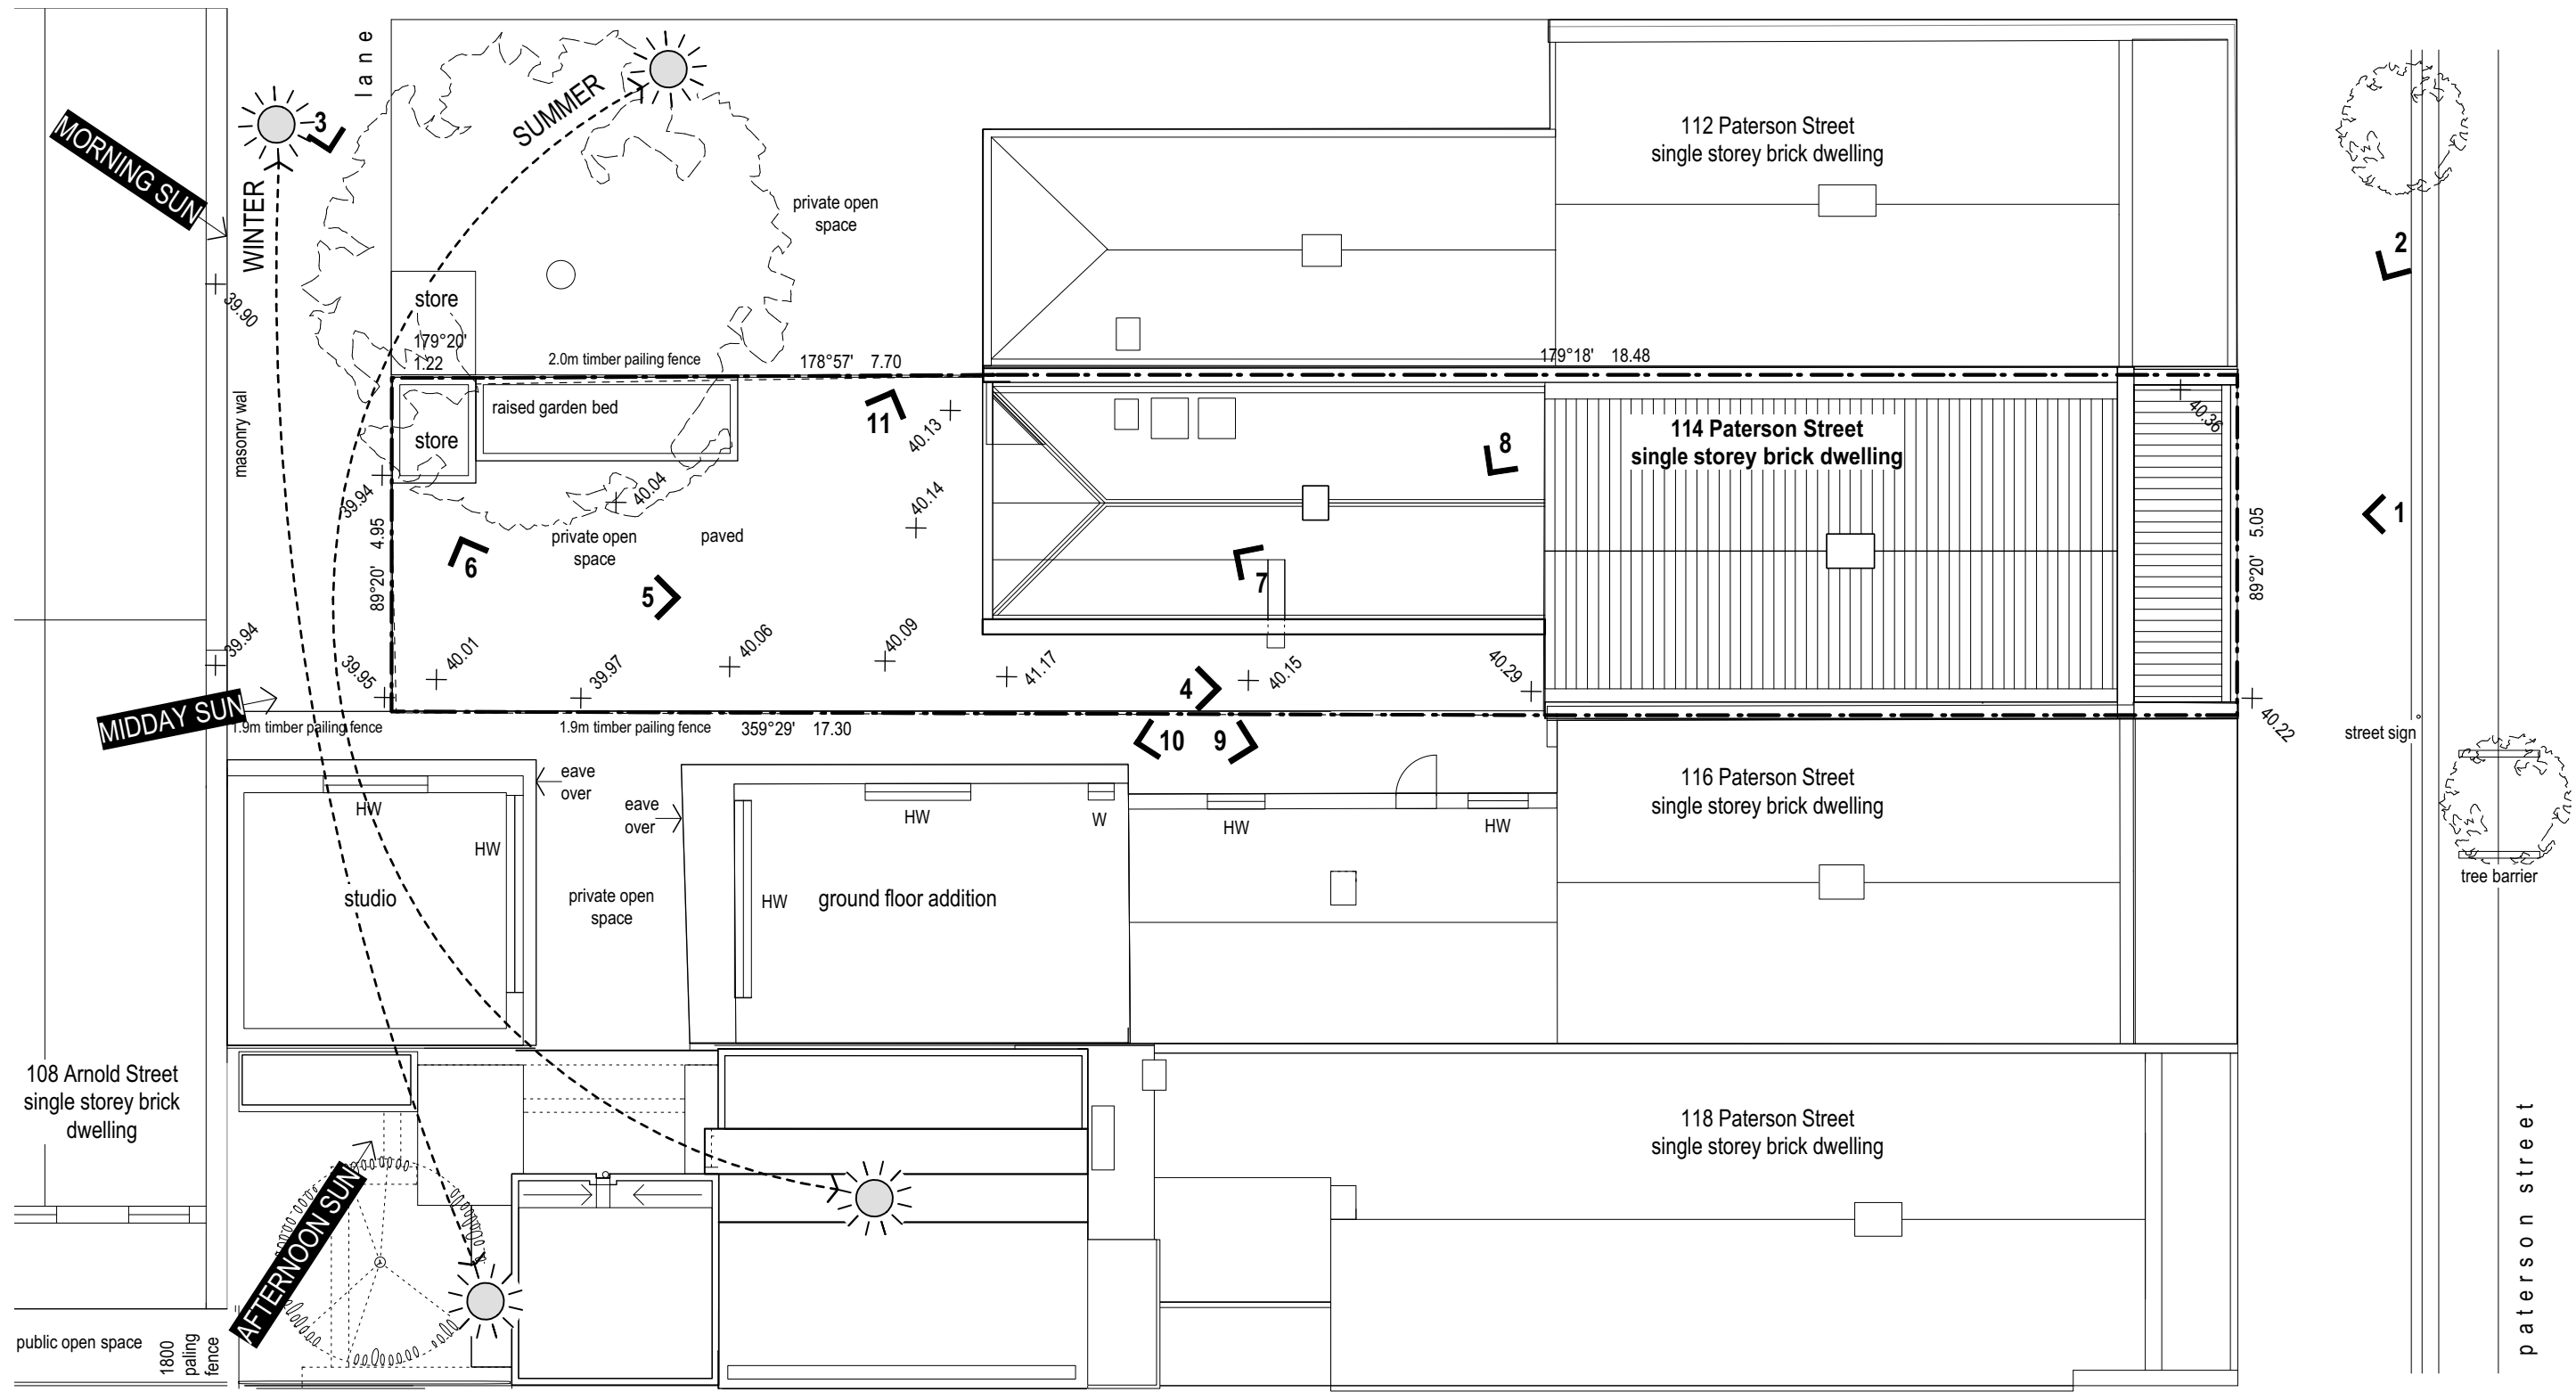 lane
SUMMER
3
MORNING SUN
WINTER
112 Paterson Street
single storey brick dwelling
private open
space
2
39.90
store
179°20'
1.22
2.0m timber pailing fence
178°57' 7.70
179°18' 18.48
masonry wal
raised garden bed
store
11
40.13
8
114 Paterson Street
single storey brick dwelling
40.36
39.94
40.04
40.14
1
89°20' 4.95
89°20' 5.05
private open
space
paved
6
5
7
39.94
39.95
40.01
39.97
40.06
40.09
41.17
4
40.15
40.29
40.22
MIDDAY SUN
1.9m timber pailing fence
1.9m timber pailing fence
359°29' 17.30
10
9
street sign
eave
over
eave
over
HW
HW
HW
W
HW
HW
116 Paterson Street
single storey brick dwelling
studio
private open
space
HW
ground floor addition
tree barrier
108 Arnold Street
single storey brick
dwelling
118 Paterson Street
single storey brick dwelling
AFTERNOON SUN
paterson street
public open space
1800
paling
fence